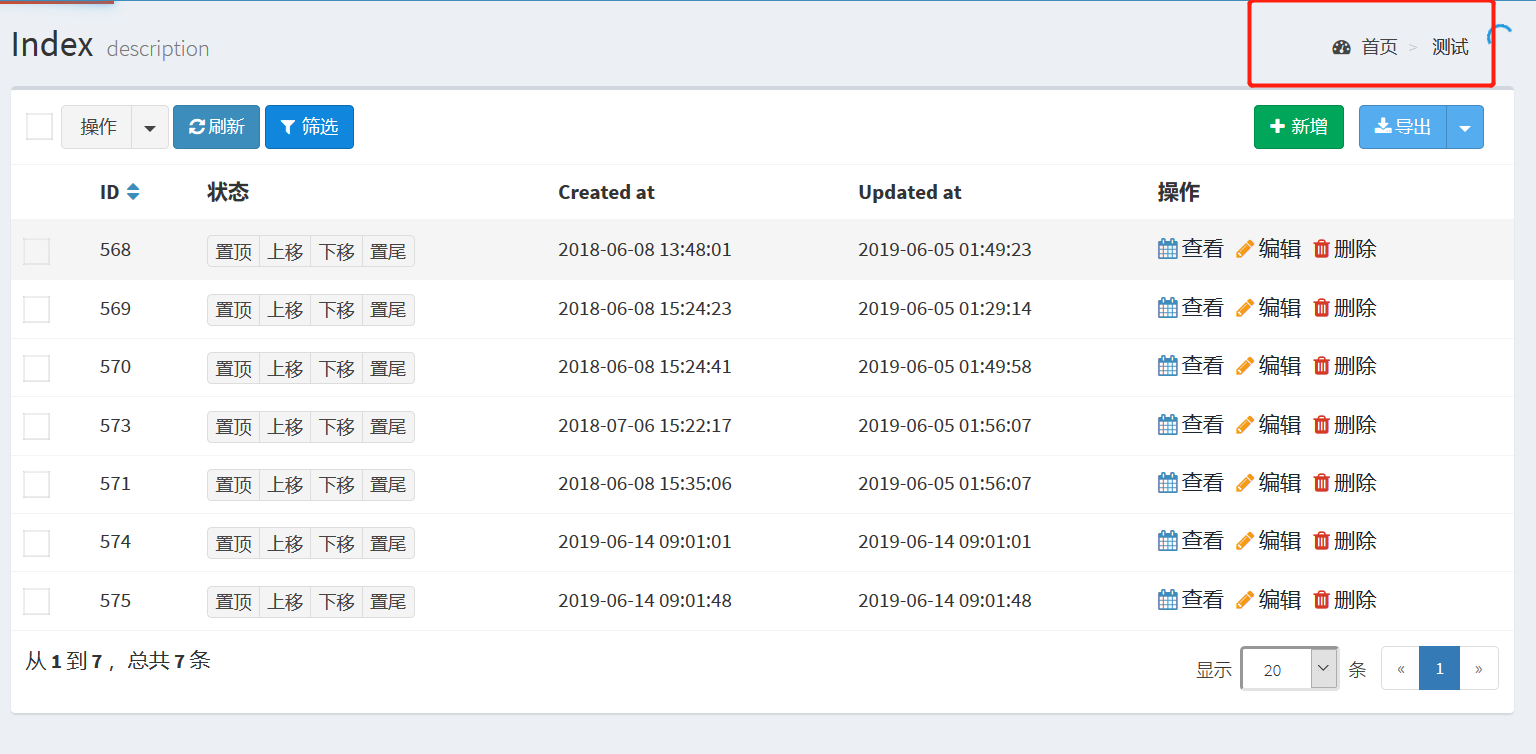 Index description
首页 > 测试
操作 刷新 筛选 新增 导出
ID 状态 Created at Updated at 操作
568 置顶 上移 下移 置尾 2018-06-08 13:48:01 2019-06-05 01:49:23 查看 编辑 删除
569 置顶 上移 下移 置尾 2018-06-08 15:24:23 2019-06-05 01:29:14 查看 编辑 删除
570 置顶 上移 下移 置尾 2018-06-08 15:24:41 2019-06-05 01:49:58 查看 编辑 删除
573 置顶 上移 下移 置尾 2018-07-06 15:22:17 2019-06-05 01:56:07 查看 编辑 删除
571 置顶 上移 下移 置尾 2018-06-08 15:35:06 2019-06-05 01:56:07 查看 编辑 删除
574 置顶 上移 下移 置尾 2019-06-14 09:01:01 2019-06-14 09:01:01 查看 编辑 删除
575 置顶 上移 下移 置尾 2019-06-14 09:01:48 2019-06-14 09:01:48 查看 编辑 删除
从 1 到 7 ，总共 7 条
显示 20 条 « 1 »